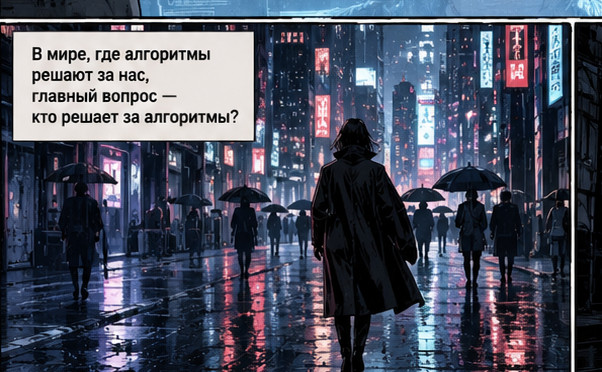 В мире, где алгоритмы
решают за нас,
главный вопрос —
кто решает за алгоритмы?